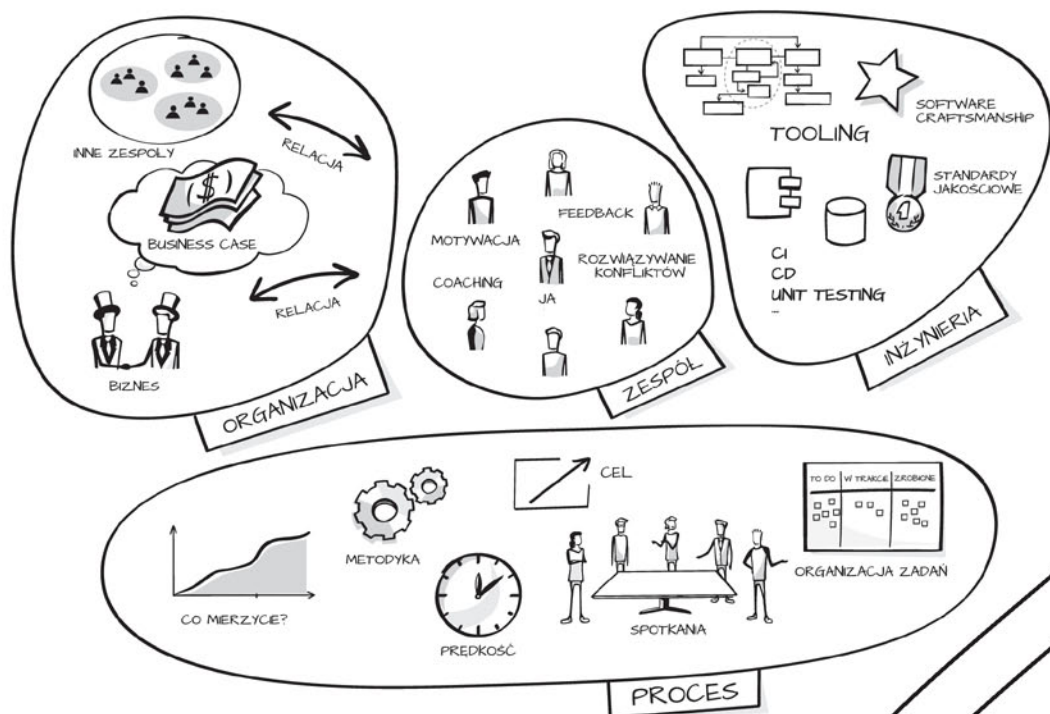 INNE ZESPOŁY
RELACJA
$
BUSINESS CASE
RELACJA
BIZNES
ORGANIZACJA
MOTYWACJA
FEEDBACK
COACHING
JA
ROZWIĄZYWANIE
KONFLIKTÓW
ZESPÓŁ
TOOLING
SOFTWARE
CRAFTSMANSHIP
STANDARDY
JAKOŚCIOWE
1
CI
CD
UNIT TESTING
–
INŻYNIERIA
CO MIERZYCIE?
METODYKA
PRĘDKOŚĆ
CEL
SPOTKANIA
TO DO W TRAKCIE ZROBIONE
ORGANIZACJA ZADAŃ
PROCES